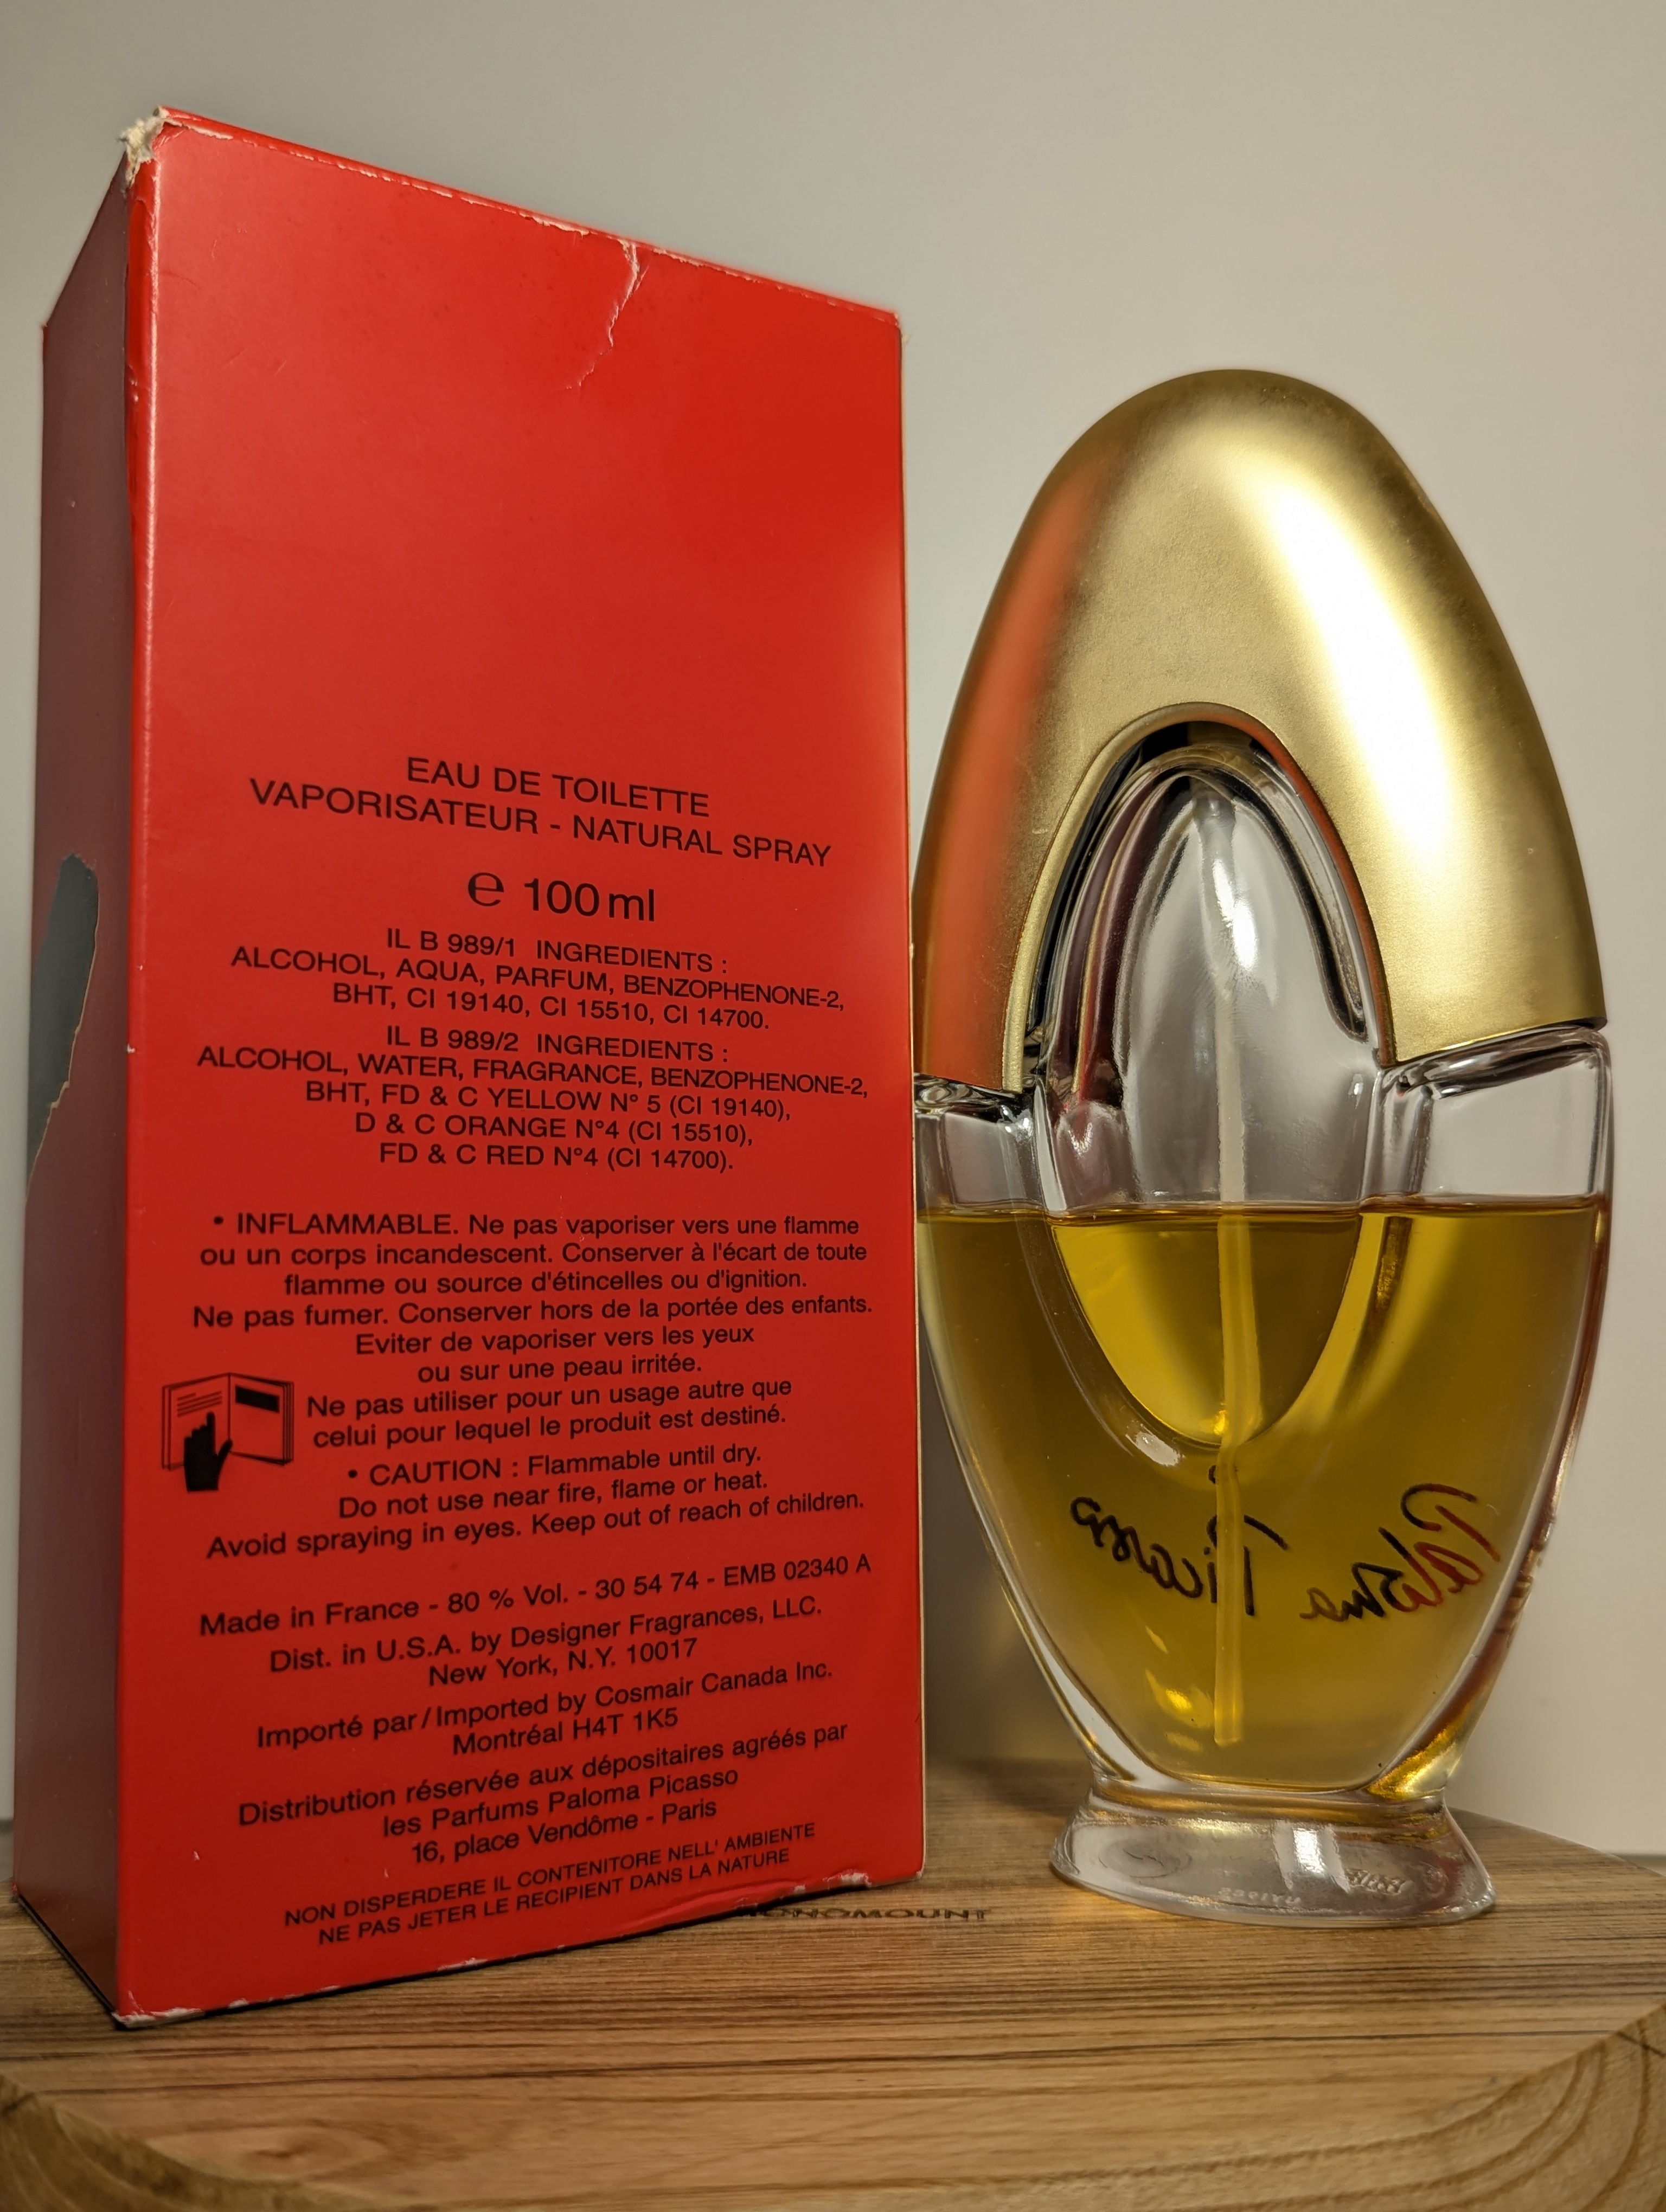 EAU DE TOILETTE
VAPORISATEUR - NATURAL SPRAY
℮ 100 ml
IL B 989/1 INGREDIENTS :
ALCOHOL, AQUA, PARFUM, BENZOPHENONE-2,
BHT, CI 19140, CI 15510, CI 14700.
IL B 989/2 INGREDIENTS :
ALCOHOL, WATER, FRAGRANCE, BENZOPHENONE-2,
BHT, FD & C YELLOW N° 5 (CI 19140),
D & C ORANGE N°4 (CI 15510),
FD & C RED N°4 (CI 14700).
• INFLAMMABLE. Ne pas vaporiser vers une flamme
ou un corps incandescent. Conserver à l'écart de toute
flamme ou source d'étincelles ou d'ignition.
Ne pas fumer. Conserver hors de la portée des enfants.
Eviter de vaporiser vers les yeux
ou sur une peau irritée.
Ne pas utiliser pour un usage autre que
celui pour lequel le produit est destiné.
• CAUTION : Flammable until dry.
Do not use near fire, flame or heat.
Avoid spraying in eyes. Keep out of reach of children.
Made in France - 80 % Vol. - 30 54 74 - EMB 02340 A
Dist. in U.S.A. by Designer Fragrances, LLC.
New York, N.Y. 10017
Importé par / Imported by Cosmair Canada Inc.
Montréal H4T 1K5
Distribution réservée aux dépositaires agréés par
les Parfums Paloma Picasso
16, place Vendôme - Paris
NON DISPERDERE IL CONTENITORE NELL' AMBIENTE
NE PAS JETER LE RECIPIENT DANS LA NATURE
Paloma Picasso